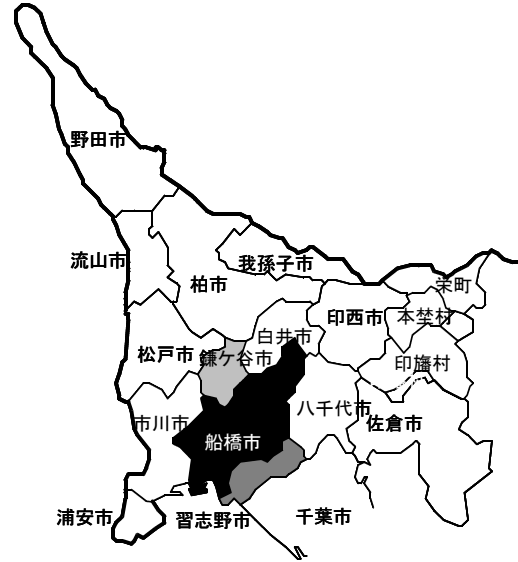 野田市
流山市
我孫子市
柏市
栄町
印西市
本埜村
白井市
松戸市
鎌ケ谷市
印旛村
八千代市
市川市
佐倉市
船橋市
浦安市
習志野市
千葉市